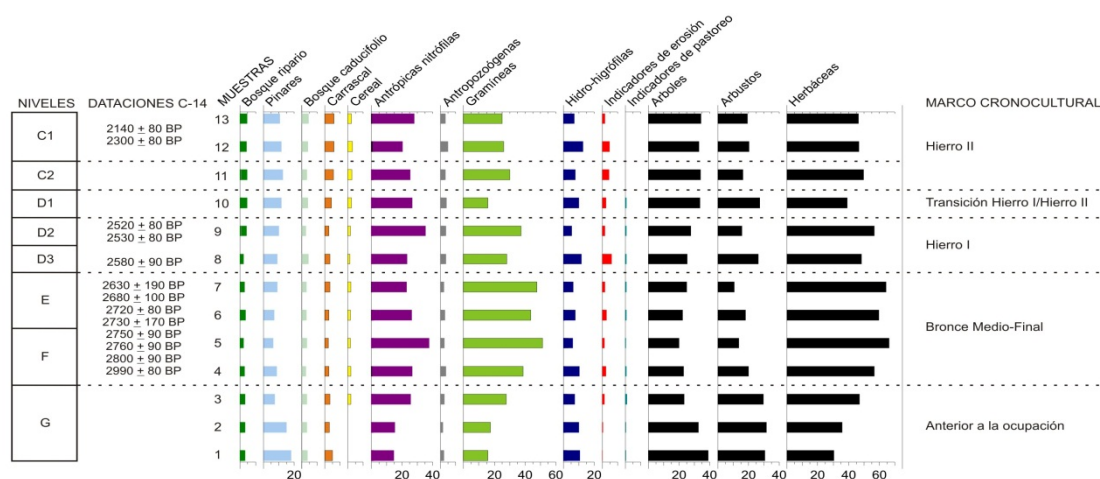 MUESTRAS
Bosque ripario
Pinares
Bosque caducifolio
Carrascal
Cereal
Antrópicas nitrófilas
Antropozoógenas
Gramíneas
Hidro-higrófilas
Indicadores de erosión
Indicadores de pastoreo
Arboles
Arbustos
Herbáceas
NIVELES DATACIONES C-14 MARCO CRONOCULTURAL
C1 2140 ± 80 BP 13
2300 ± 80 BP 12 Hierro II
C2 11
D1 10 Transición Hierro I/Hierro II
D2 2520 ± 80 BP 9
2530 ± 80 BP
Hierro I
D3 2580 ± 90 BP 8
E 2630 ± 190 BP 7
2680 ± 100 BP
2720 ± 80 BP 6
2730 ± 170 BP
Bronce Medio-Final
F 2750 ± 90 BP 5
2760 ± 90 BP
2800 ± 90 BP
2990 ± 80 BP 4
G 3
2 Anterior a la ocupación
1
20 20 40 20 40 60 20 40 20 40 20 40 60